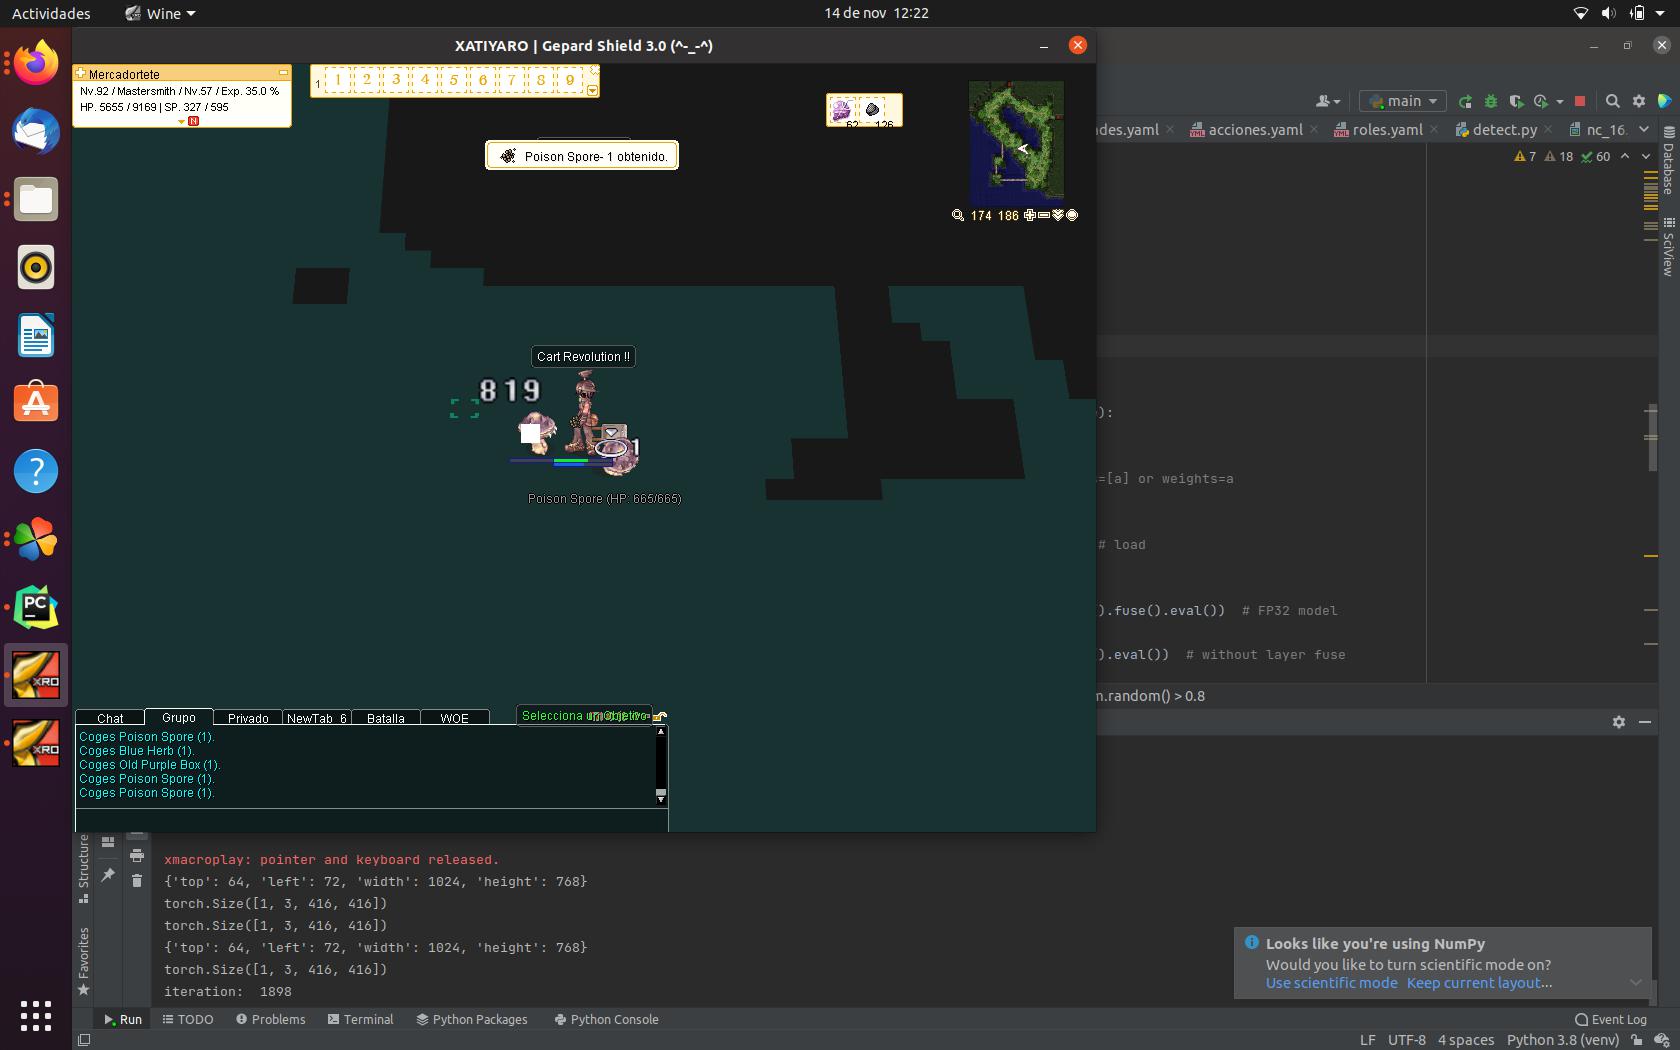 Actividades
Wine
14 de nov 12:22
XATIYARO | Gepard Shield 3.0 (^-_-^)
Mercadortete
Nv.92 / Mastersmith / Nv.57 / Exp. 35.0 %
HP. 5655 / 9169 | SP. 327 / 595
N
1 1 2 3 4 5 6 7 8 9
62 126
Poison Spore- 1 obtenido.
174 186
main
des.yaml
acciones.yaml
roles.yaml
detect.py
nc_16.
7 18 60
Database
SciView
Cart Revolution !!
819
1
Poison Spore (HP: 665/665)
):
=[a] or weights=a
# load
).fuse().eval()) # FP32 model
).eval()) # without layer fuse
m.random() > 0.8
Chat Grupo Privado NewTab_6 Batalla WOE
Coges Poison Spore (1).
Coges Blue Herb (1).
Coges Old Purple Box (1).
Coges Poison Spore (1).
Coges Poison Spore (1).
PC
XRO
XRO
Structure
Favorites
xmacroplay: pointer and keyboard released.
{'top': 64, 'left': 72, 'width': 1024, 'height': 768}
torch.Size([1, 3, 416, 416])
torch.Size([1, 3, 416, 416])
{'top': 64, 'left': 72, 'width': 1024, 'height': 768}
torch.Size([1, 3, 416, 416])
iteration: 1898
Looks like you're using NumPy
Would you like to turn scientific mode on?
Use scientific mode Keep current layout...
Run TODO Problems Terminal Python Packages Python Console
Event Log
LF UTF-8 4 spaces Python 3.8 (venv)